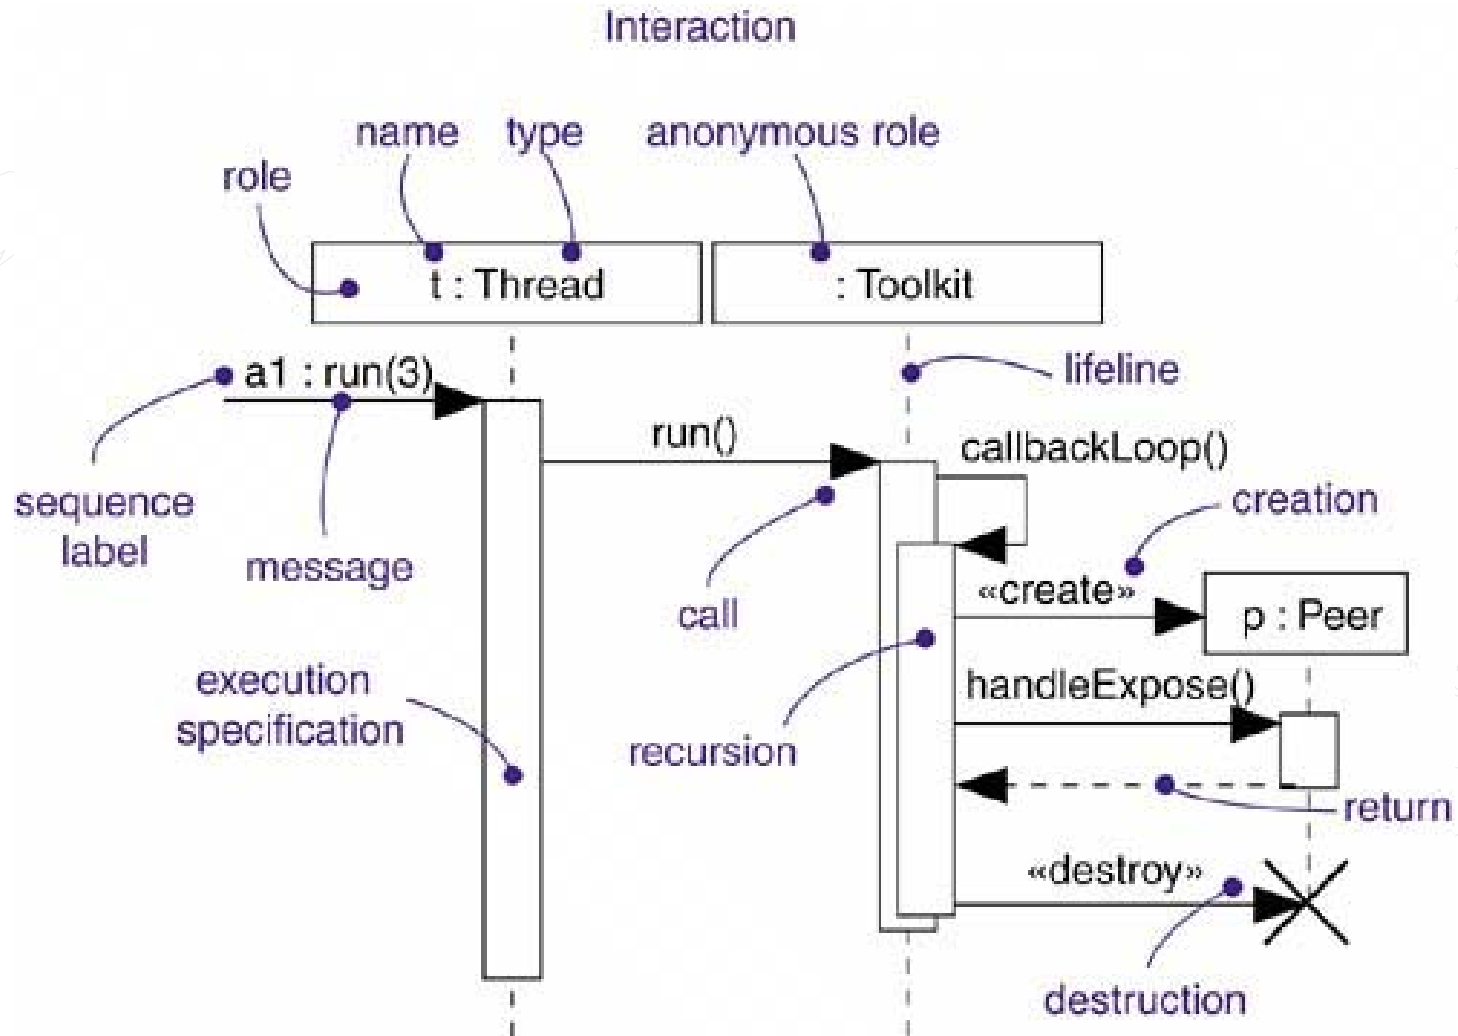 Interaction
name type anonymous role
role
t : Thread
: Toolkit
a1 : run(3)
lifeline
run()
callbackLoop()
sequence
label
creation
message
«create»
call
p : Peer
execution
specification
handleExpose()
recursion
return
«destroy»
destruction